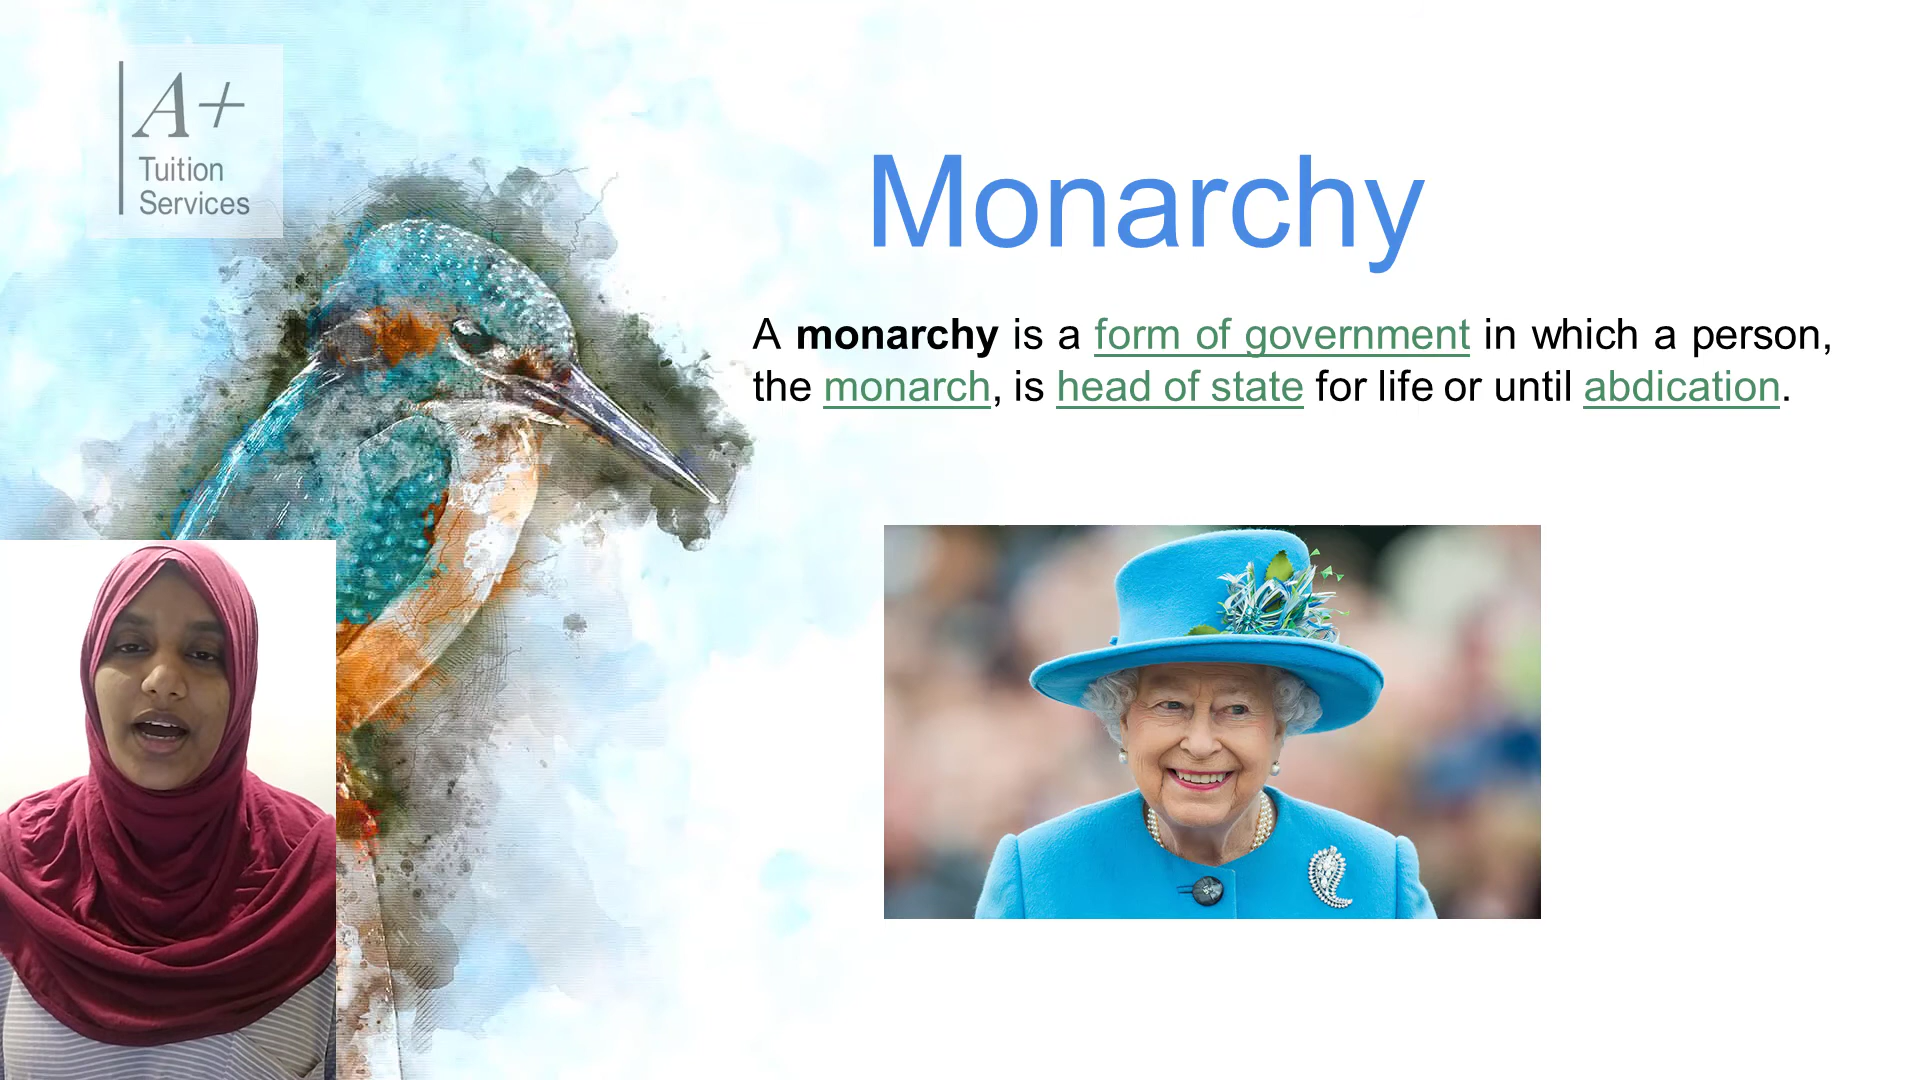 A+
Tuition
Services
Monarchy
A monarchy is a form of government in which a person,
the monarch, is head of state for life or until abdication.